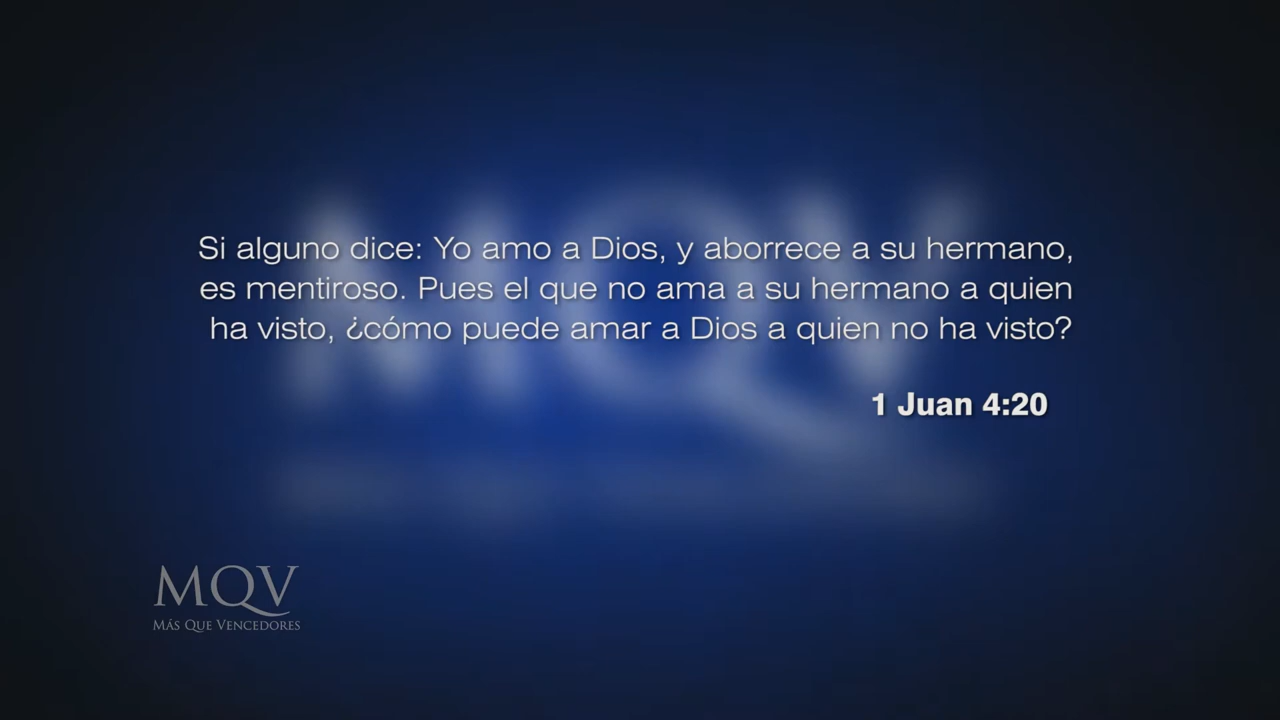 Si alguno dice: Yo amo a Dios, y aborrece a su hermano,
es mentiroso. Pues el que no ama a su hermano a quien
ha visto, ¿cómo puede amar a Dios a quien no ha visto?
1 Juan 4:20
MQV
MÁS QUE VENCEDORES